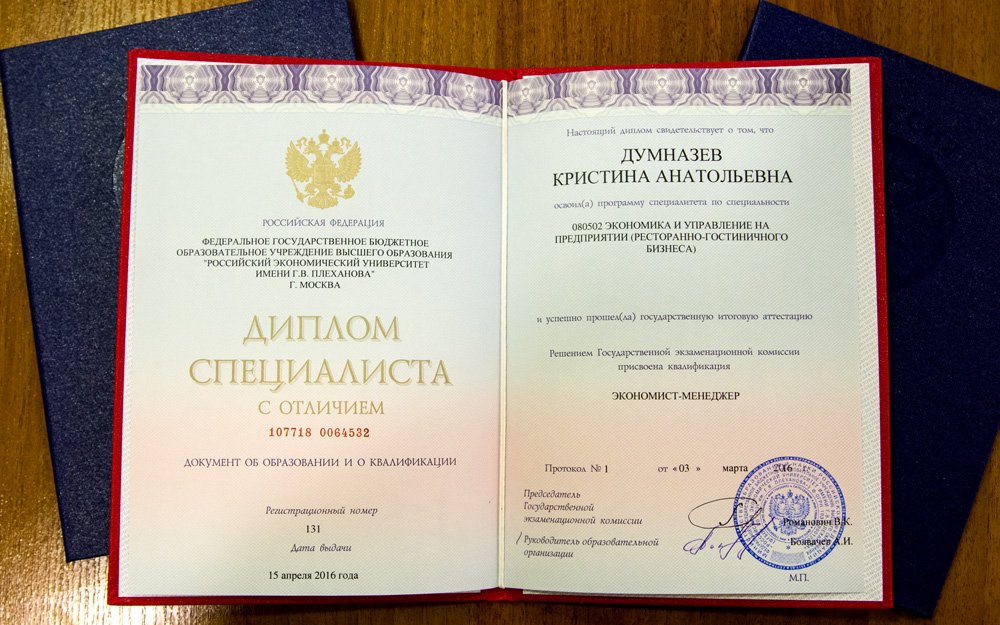 РОССИЙСКАЯ ФЕДЕРАЦИЯ
ФЕДЕРАЛЬНОЕ ГОСУДАРСТВЕННОЕ БЮДЖЕТНОЕ
ОБРАЗОВАТЕЛЬНОЕ УЧРЕЖДЕНИЕ ВЫСШЕГО ОБРАЗОВАНИЯ
"РОССИЙСКИЙ ЭКОНОМИЧЕСКИЙ УНИВЕРСИТЕТ
ИМЕНИ Г.В. ПЛЕХАНОВА"
Г. МОСКВА
ДИПЛОМ
СПЕЦИАЛИСТА
С ОТЛИЧИЕМ
107718 0064532
ДОКУМЕНТ ОБ ОБРАЗОВАНИИ И О КВАЛИФИКАЦИИ
Регистрационный номер
131
Дата выдачи
15 апреля 2016 года
Настоящий диплом свидетельствует о том, что
ДУМНАЗЕВ
КРИСТИНА АНАТОЛЬЕВНА
освоил(а) программу специалитета по специальности
080502 ЭКОНОМИКА И УПРАВЛЕНИЕ НА
ПРЕДПРИЯТИИ (РЕСТОРАННО-ГОСТИНИЧНОГО
БИЗНЕСА)
и успешно прошел(ла) государственную итоговую аттестацию
Решением Государственной экзаменационной комиссии
присвоена квалификация
ЭКОНОМИСТ-МЕНЕДЖЕР
Протокол № 1 от « 03 » марта 2016 г.
Председатель
Государственной
экзаменационной комиссии
Романович В.К.
/ Руководитель образовательной
организации
А.И.
М.П.